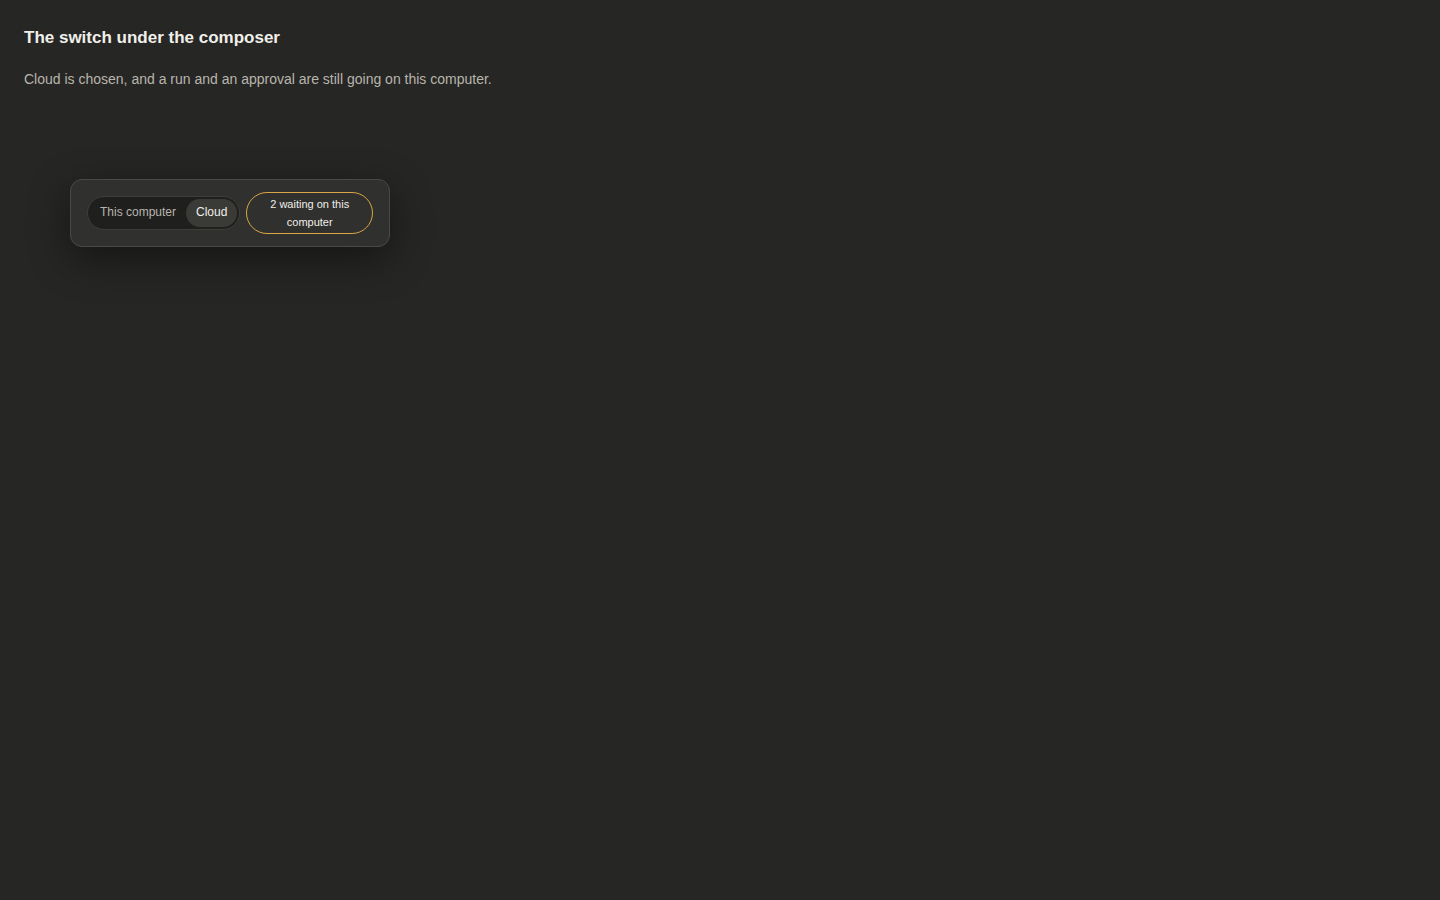 The switch under the composer
Cloud is chosen, and a run and an approval are still going on this computer.
This computer
Cloud
2 waiting on this
computer